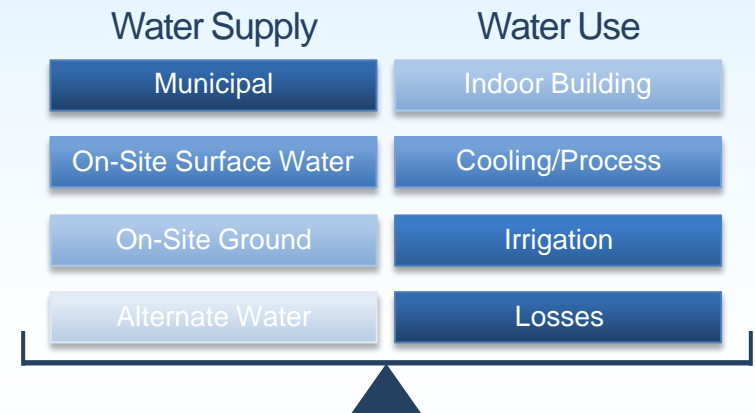 Water Supply
Municipal
On-Site Surface Water
On-Site Ground
Alternate Water
Water Use
Indoor Building
Cooling/Process
Irrigation
Losses